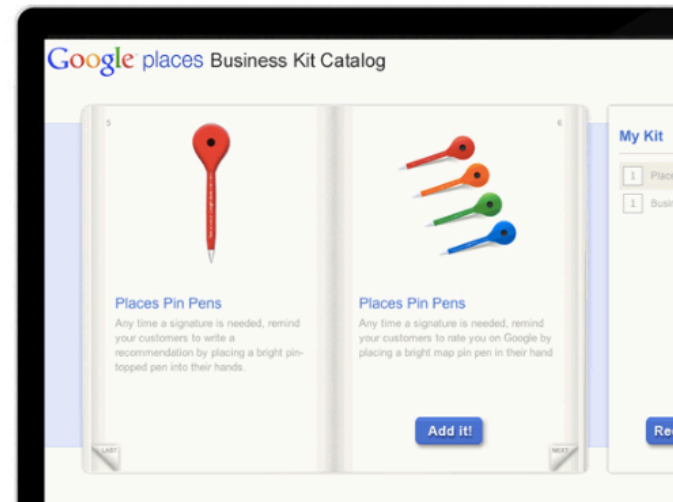 Google places Business Kit Catalog
5
Places Pin Pens
Any time a signature is needed, remind
your customers to write a
recommendation by placing a bright pin-
topped pen into their hands.
LAST
6
Places Pin Pens
Any time a signature is needed, remind
your customers to rate you on Google by
placing a bright map pin pen in their hand
Add it!
NEXT
My Kit
1 Place
1 Busi
Re